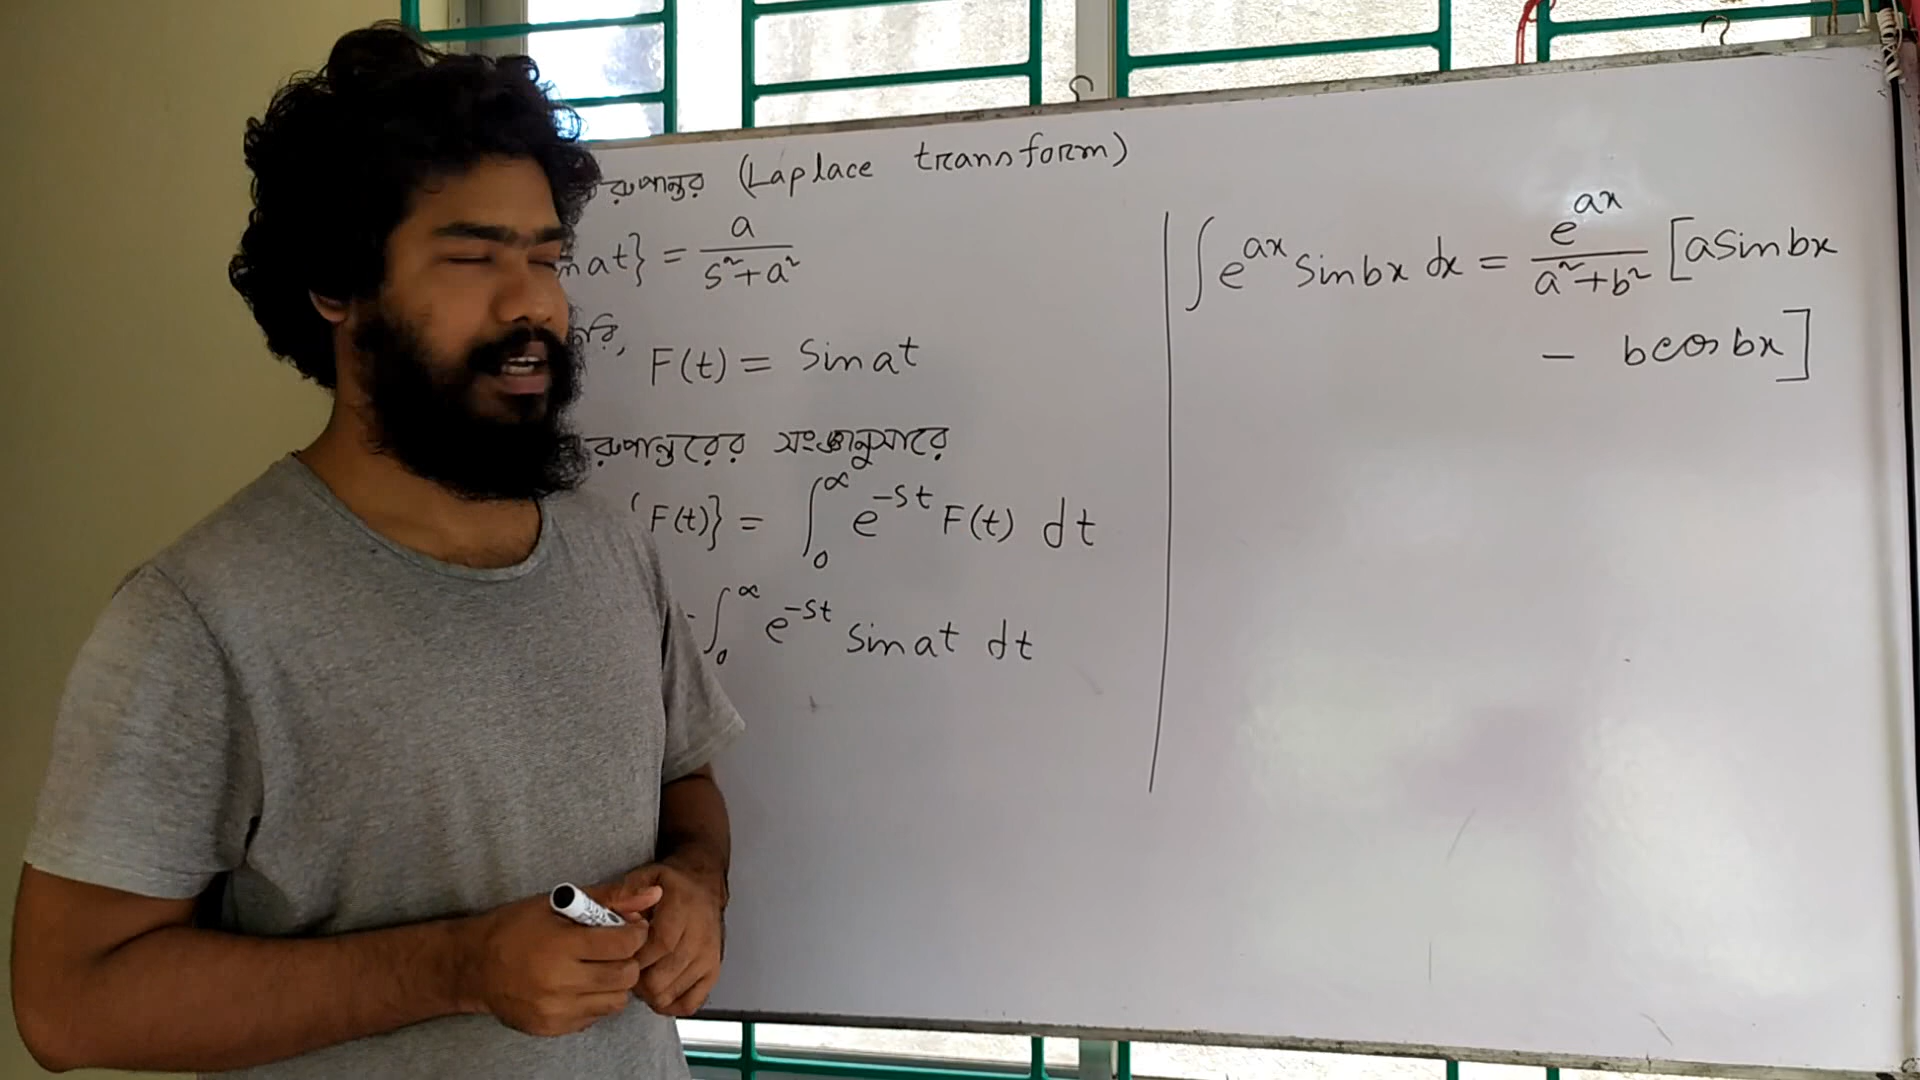 রুপান্তর (Laplace transform)
at} = a / s²+a²
F(t) = Sin at
রুপান্তরের সংজ্ঞানুসারে
F(t)} = ∫₀^∞ e^-st F(t) dt
∫₀^∞ e^-st sin at dt
∫ e^ax sin bx dx = e^ax / a²+b² [a sin bx
– b cos bx]